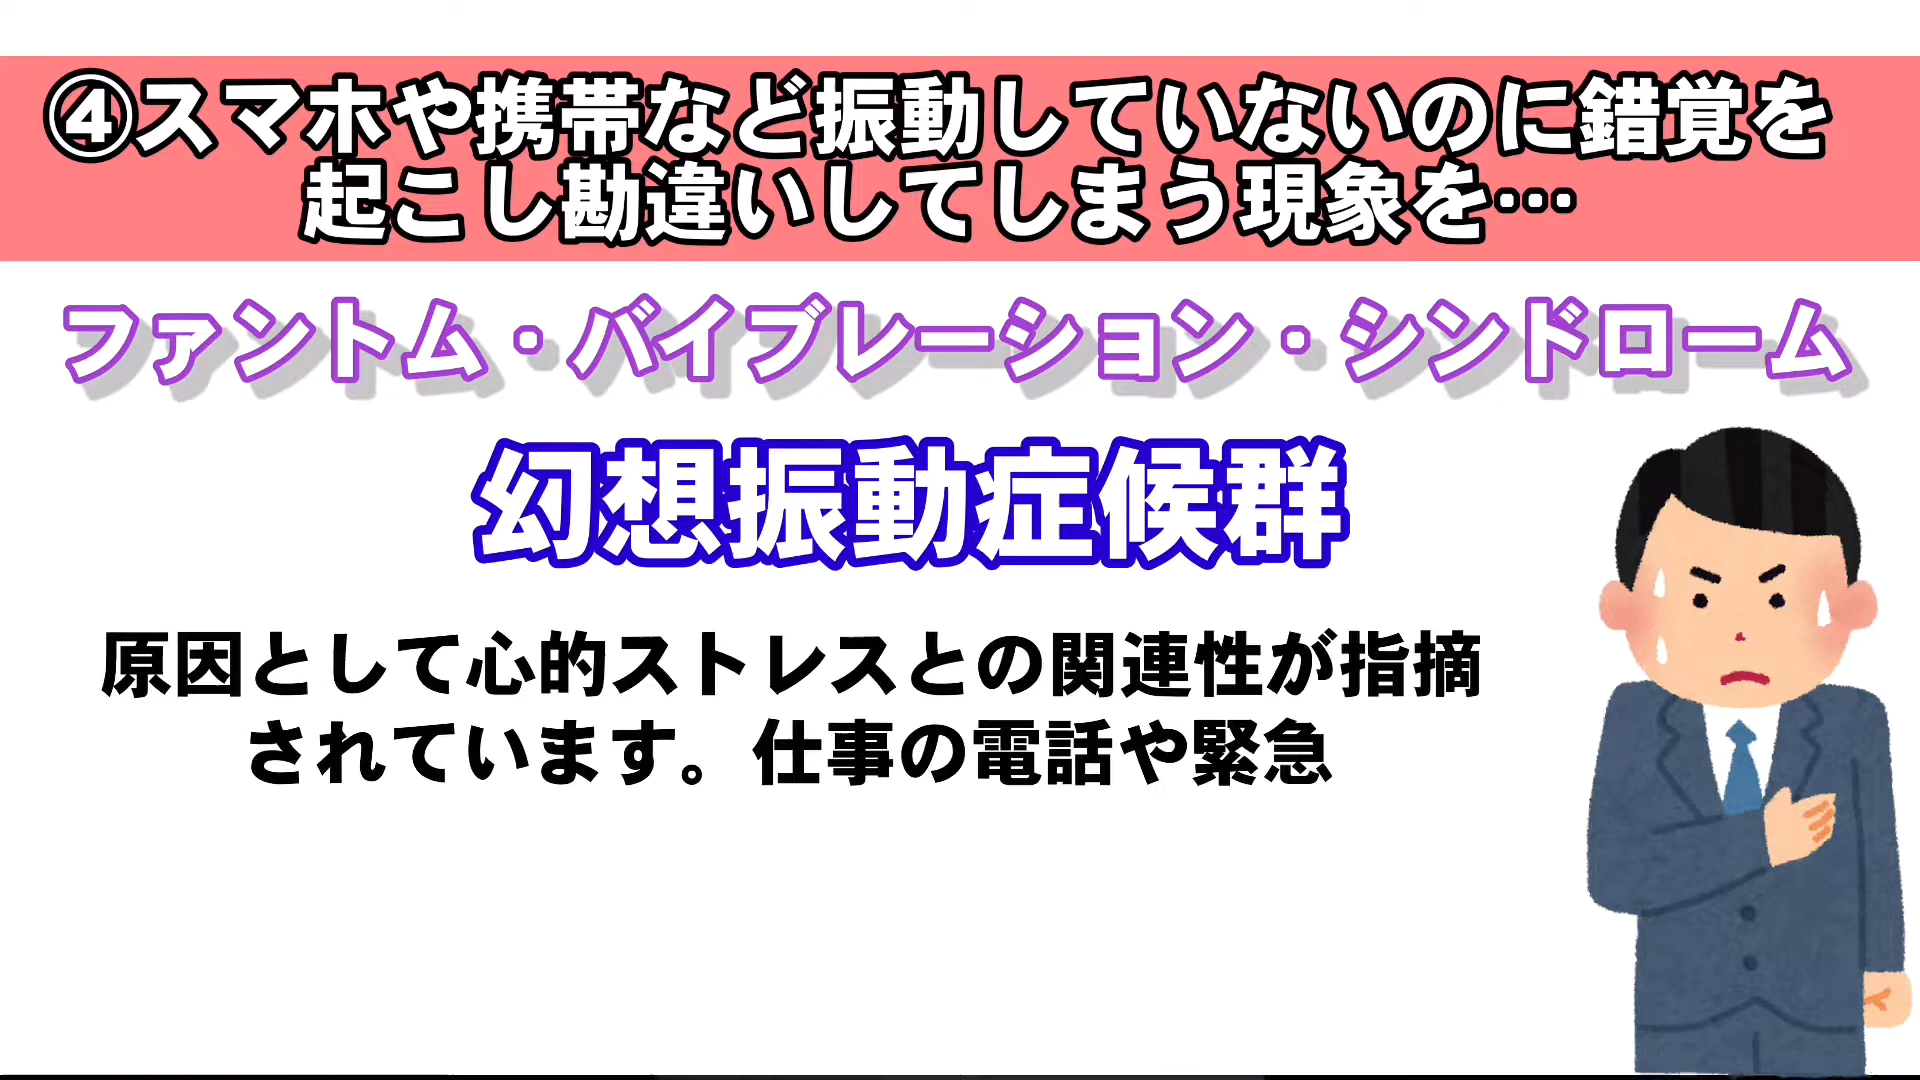 ④スマホや携帯など振動していないのに錯覚を
起こし勘違いしてしまう現象を…
ファントム・バイブレーション・シンドローム
幻想振動症候群
原因として心的ストレスとの関連性が指摘
されています。仕事の電話や緊急